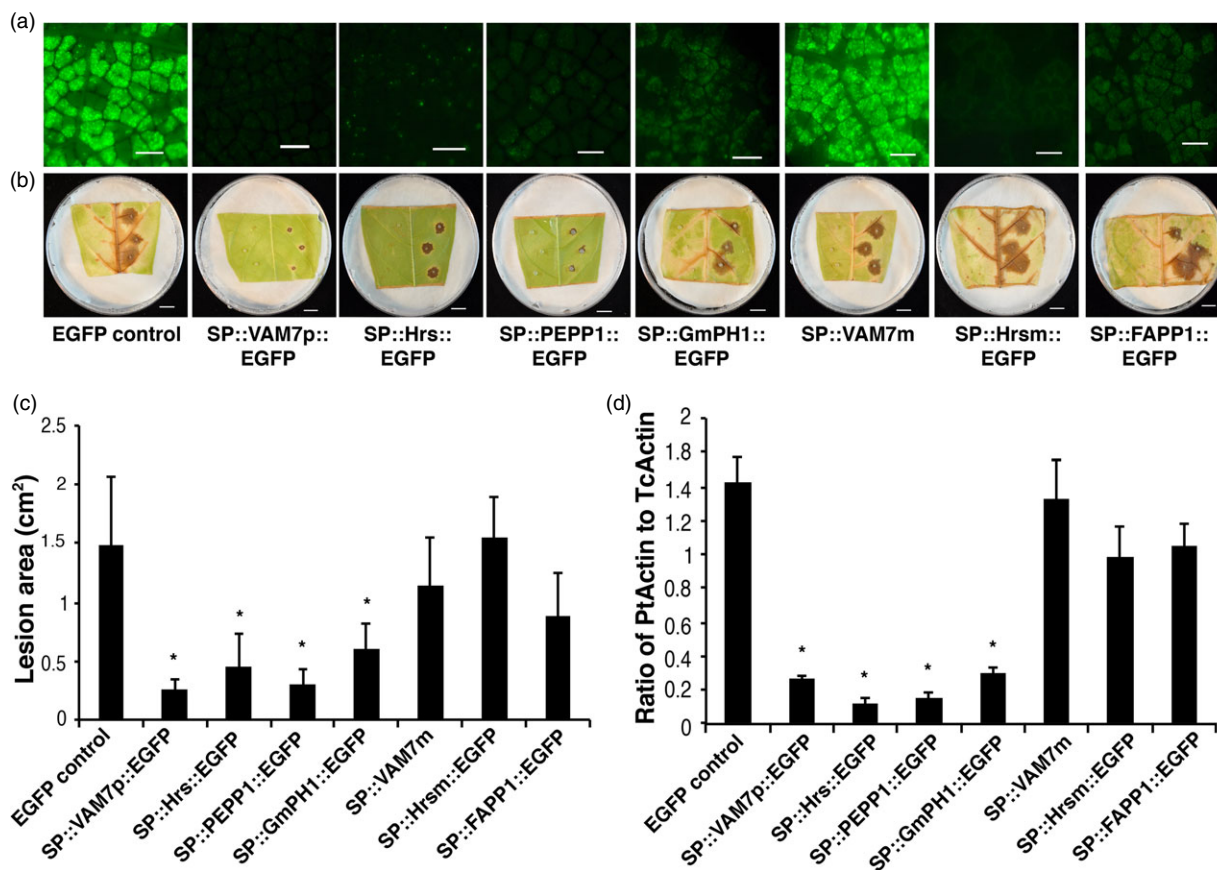 (a)
(b)
EGFP control
SP::VAM7p::
EGFP
SP::Hrs::
EGFP
SP::PEPP1::
EGFP
SP::GmPH1::
EGFP
SP::VAM7m
SP::Hrsm::
EGFP
SP::FAPP1::
EGFP
(c)
Lesion area (cm²)
2.5
2
1.5
1
0.5
0
*
*
*
*
EGFP control
SP::VAM7p::EGFP
SP::Hrs::EGFP
SP::PEPP1::EGFP
SP::GmPH1::EGFP
SP::VAM7m
SP::Hrsm::EGFP
SP::FAPP1::EGFP
(d)
Ratio of PtActin to TcActin
2
1.8
1.4
1.2
1
0.8
0.6
0.4
0.2
0
*
*
*
*
EGFP control
SP::VAM7p::EGFP
SP::Hrs::EGFP
SP::PEPP1::EGFP
SP::GmPH1::EGFP
SP::VAM7m
SP::Hrsm::EGFP
SP::FAPP1::EGFP